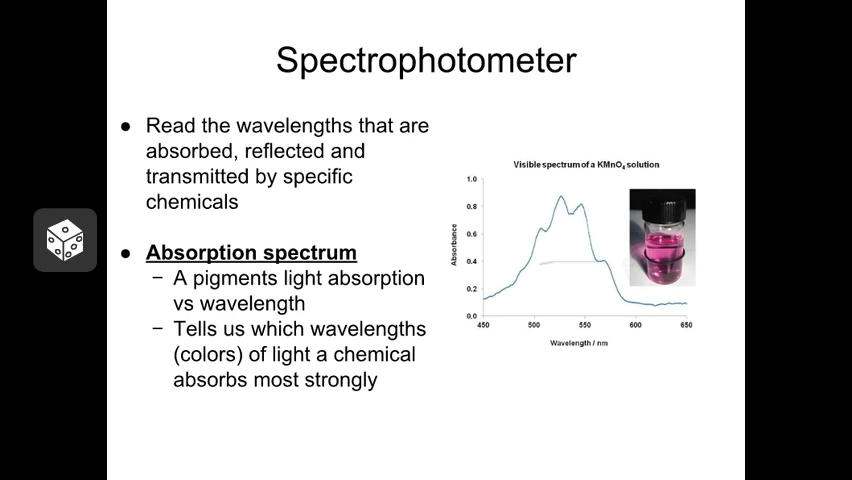 Spectrophotometer
● Read the wavelengths that are
absorbed, reflected and
transmitted by specific
chemicals
● Absorption spectrum
− A pigments light absorption
vs wavelength
− Tells us which wavelengths
(colors) of light a chemical
absorbs most strongly
Visible spectrum of a KMnO₄ solution
1.0
0.8
0.6
0.4
0.2
0.0
Absorbance
450 500 550 600 650
Wavelength / nm